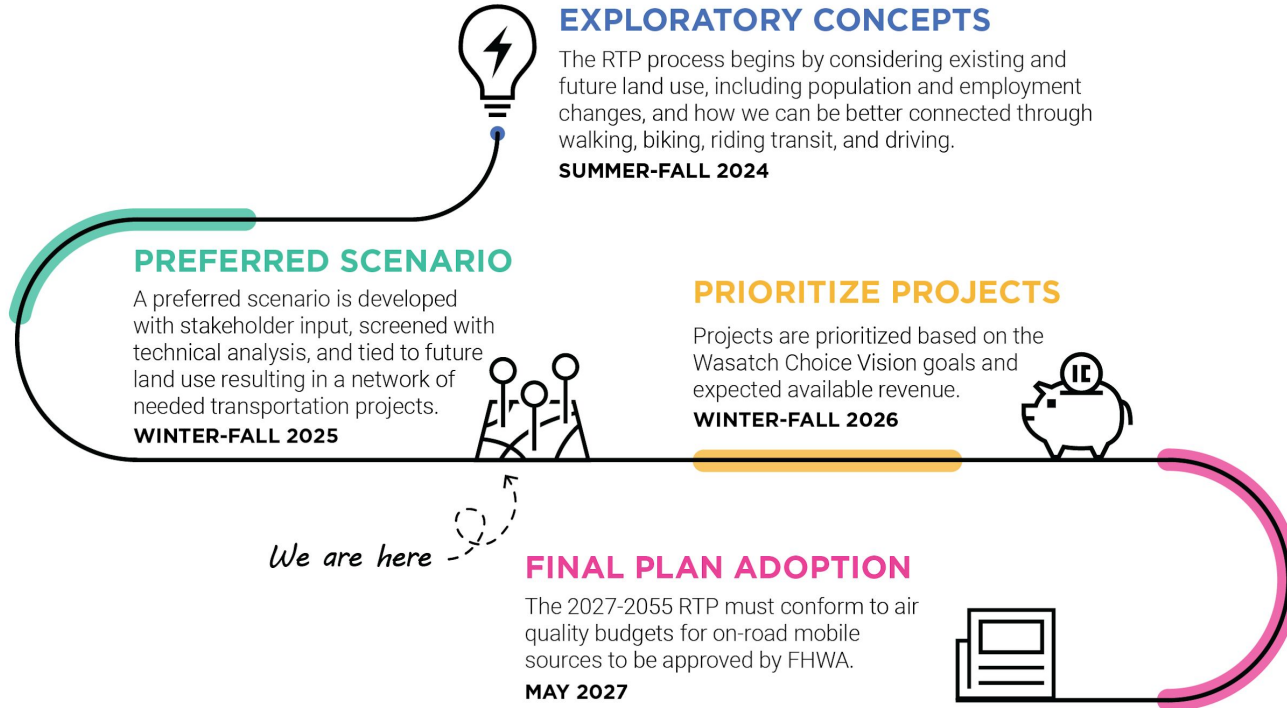 EXPLORATORY CONCEPTS
The RTP process begins by considering existing and
future land use, including population and employment
changes, and how we can be better connected through
walking, biking, riding transit, and driving.
SUMMER-FALL 2024
PREFERRED SCENARIO
A preferred scenario is developed
with stakeholder input, screened with
technical analysis, and tied to future
land use resulting in a network of
needed transportation projects.
WINTER-FALL 2025
PRIORITIZE PROJECTS
Projects are prioritized based on the
Wasatch Choice Vision goals and
expected available revenue.
WINTER-FALL 2026
We are here
FINAL PLAN ADOPTION
The 2027-2055 RTP must conform to air
quality budgets for on-road mobile
sources to be approved by FHWA.
MAY 2027